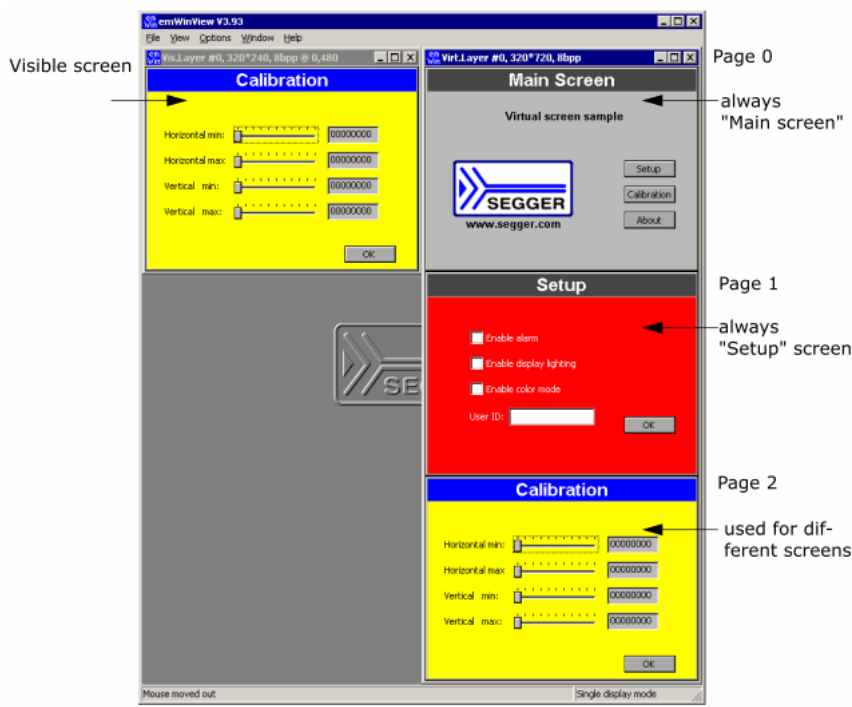 emWinView V3.93
File View Options Window Help
Visible screen
Vis.Layer #0, 320*240, 8bpp @ 0,480
Calibration
Horizontal min:
00000000
Horizontal max
00000000
Vertical min:
00000000
Vertical max:
00000000
OK
Virt.Layer #0, 320*720, 8bpp
Main Screen
Virtual screen sample
SEGGER
www.segger.com
Setup
Calibration
About
Page 0
always
"Main screen"
Setup
Enable alarm
Enable display lighting
Enable color mode
User ID:
OK
Page 1
always
"Setup" screen
SE
Calibration
Horizontal min:
00000000
Horizontal max
00000000
Vertical min:
00000000
Vertical max:
00000000
OK
Page 2
used for dif-
ferent screens
Mouse moved out
Single display mode